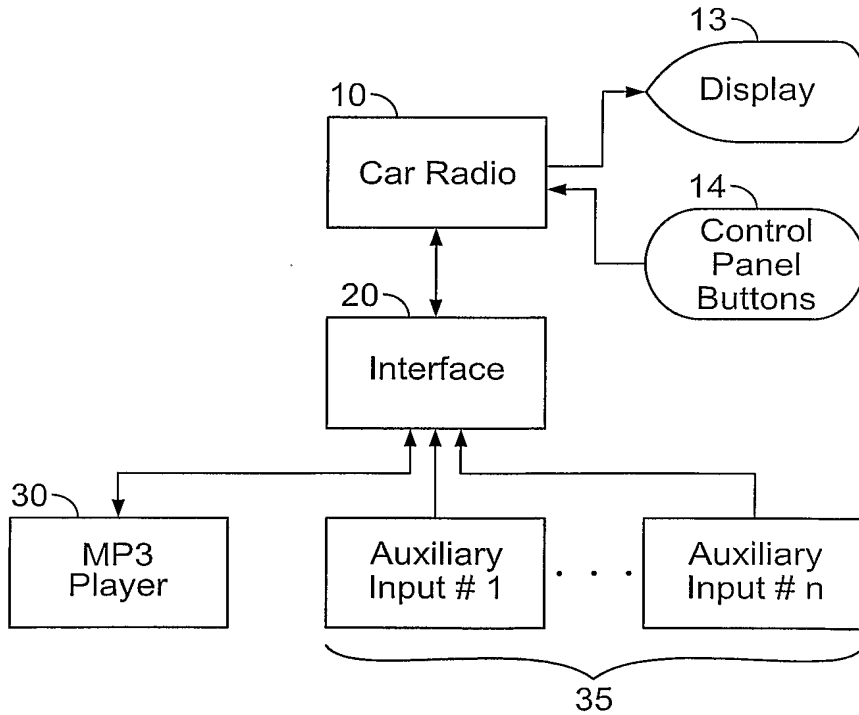 13
Display
10
Car Radio
14
Control
Panel
Buttons
20
Interface
30
MP3
Player
Auxiliary
Input # 1
. . .
Auxiliary
Input # n
35